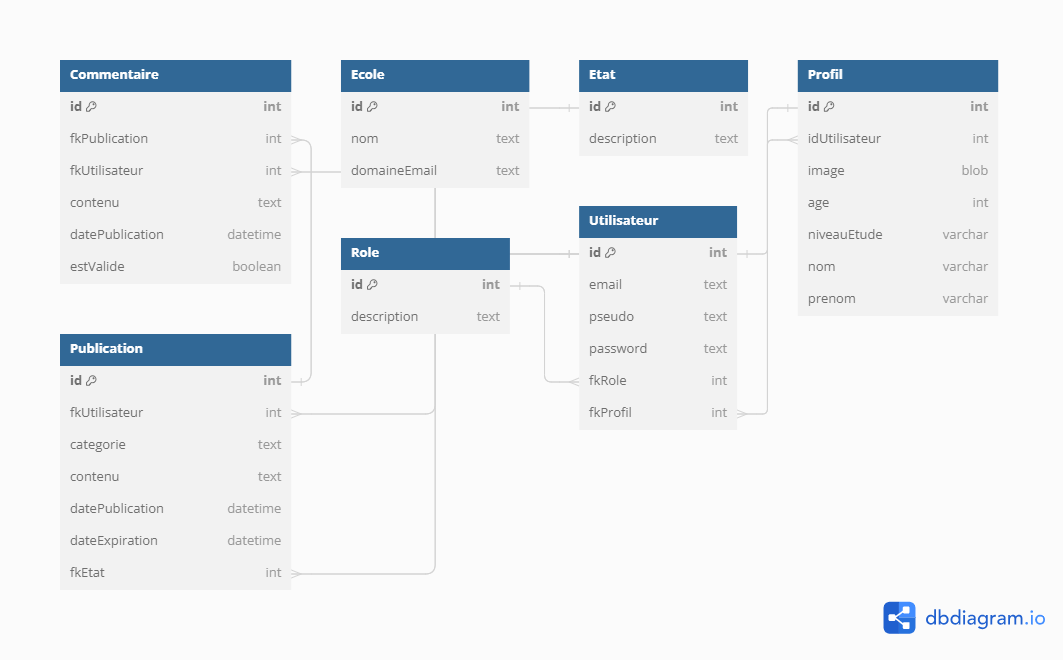 Commentaire
id int
fkPublication int
fkUtilisateur int
contenu text
datePublication datetime
estValide boolean
Ecole
id int
nom text
domaineEmail text
Etat
id int
description text
Profil
id int
idUtilisateur int
image blob
age int
niveauEtude varchar
nom varchar
prenom varchar
Utilisateur
id int
email text
pseudo text
password text
fkRole int
fkProfil int
Role
id int
description text
Publication
id int
fkUtilisateur int
categorie text
contenu text
datePublication datetime
dateExpiration datetime
fkEtat int
dbdiagram.io